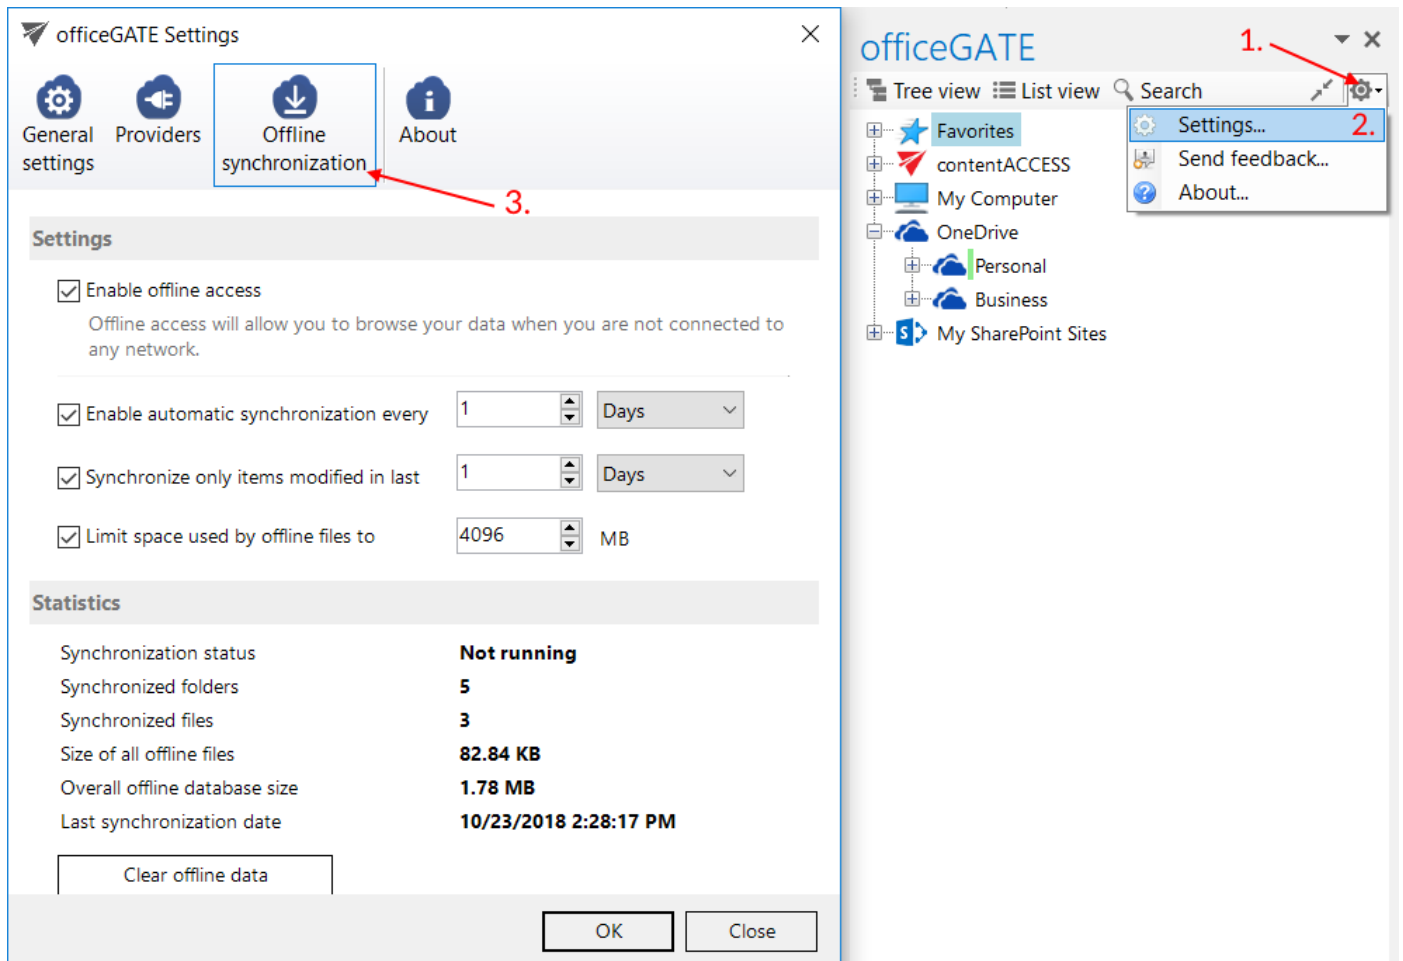 officeGATE Settings
General
settings
Providers
Offline
synchronization
About
3.
Settings
Enable offline access
Offline access will allow you to browse your data when you are not connected to
any network.
Enable automatic synchronization every 1 Days
Synchronize only items modified in last 1 Days
Limit space used by offline files to 4096 MB
Statistics
Synchronization status Not running
Synchronized folders 5
Synchronized files 3
Size of all offline files 82.84 KB
Overall offline database size 1.78 MB
Last synchronization date 10/23/2018 2:28:17 PM
Clear offline data
OK Close
officeGATE
1.
Tree view List view Search
Settings... 2.
Send feedback...
About...
Favorites
contentACCESS
My Computer
OneDrive
Personal
Business
S
My SharePoint Sites